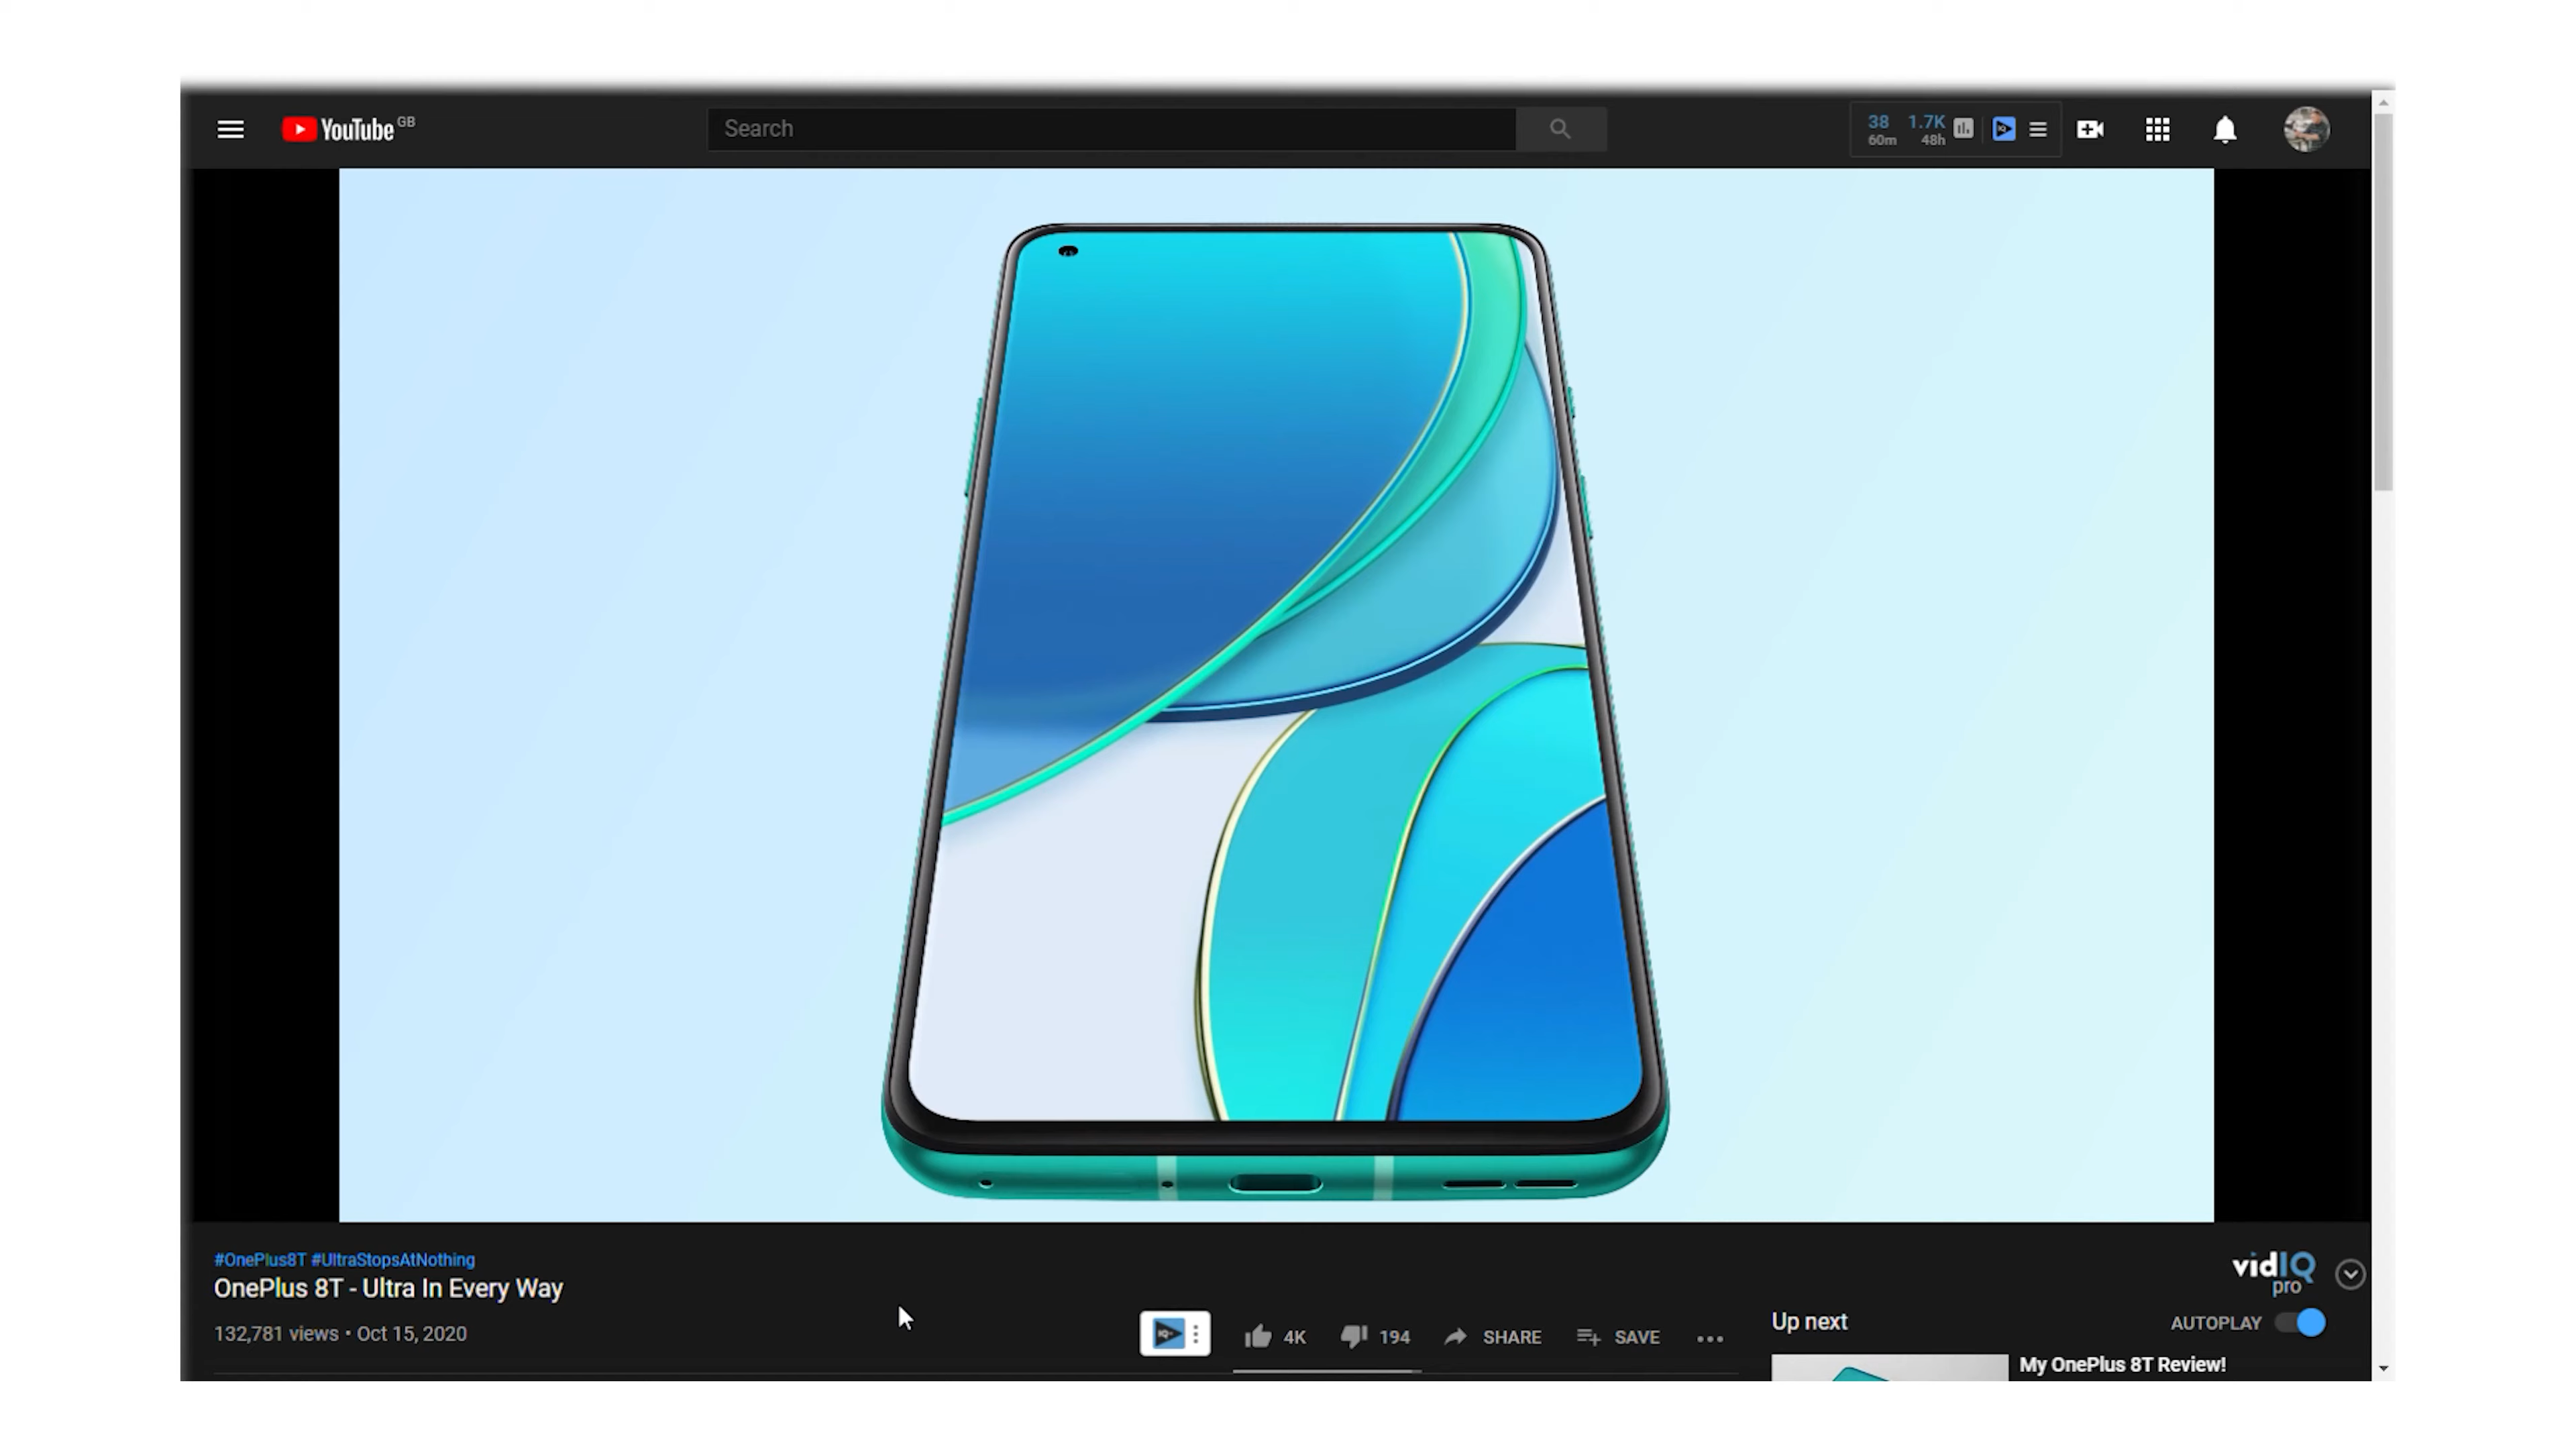 YouTube GB
Search
38 1.7K
60m 48h
#OnePlus8T #UltraStopsAtNothing
OnePlus 8T - Ultra In Every Way
132,781 views • Oct 15, 2020
4K 194 SHARE SAVE
vidIQ
pro
Up next AUTOPLAY
My OnePlus 8T Review!